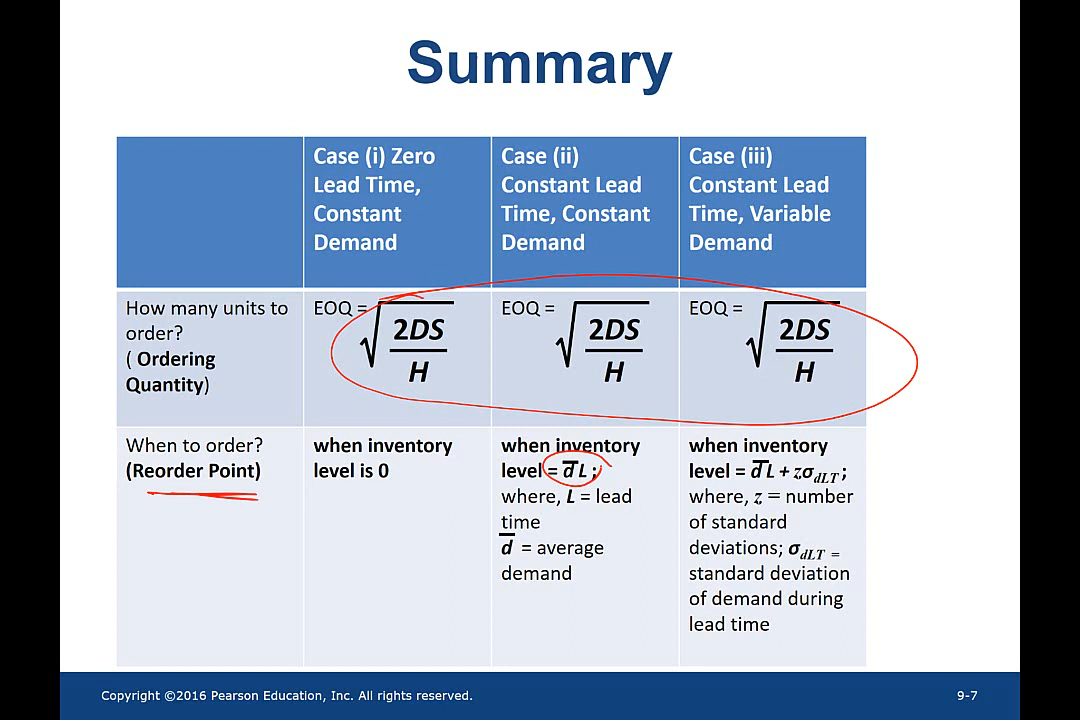 Summary
Case (i) Zero
Lead Time,
Constant
Demand
Case (ii)
Constant Lead
Time, Constant
Demand
Case (iii)
Constant Lead
Time, Variable
Demand
How many units to
order?
( Ordering
Quantity)
EOQ = √2DS/H
EOQ = √2DS/H
EOQ = √2DS/H
When to order?
(Reorder Point)
when inventory
level is 0
when inventory
level = d̅ L;
where, L = lead
time
d̅ = average
demand
when inventory
level = d̅ L + zσdLT ;
where, z = number
of standard
deviations; σdLT =
standard deviation
of demand during
lead time
Copyright ©2016 Pearson Education, Inc. All rights reserved.
9-7